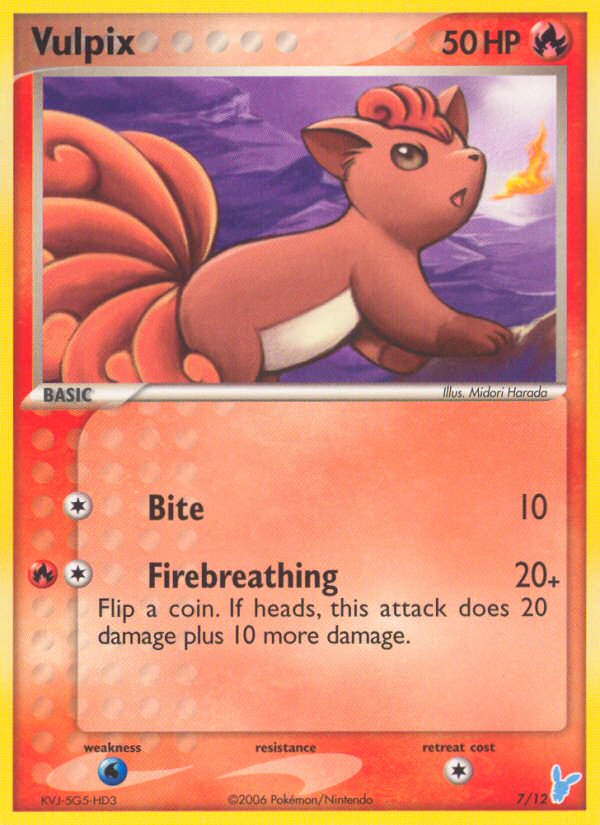 Vulpix 50 HP
BASIC
Illus. Midori Harada
Bite 10
Firebreathing 20+
Flip a coin. If heads, this attack does 20
damage plus 10 more damage.
weakness resistance retreat cost
KVJ-5G5-HD3 ©2006 Pokémon/Nintendo 7/12